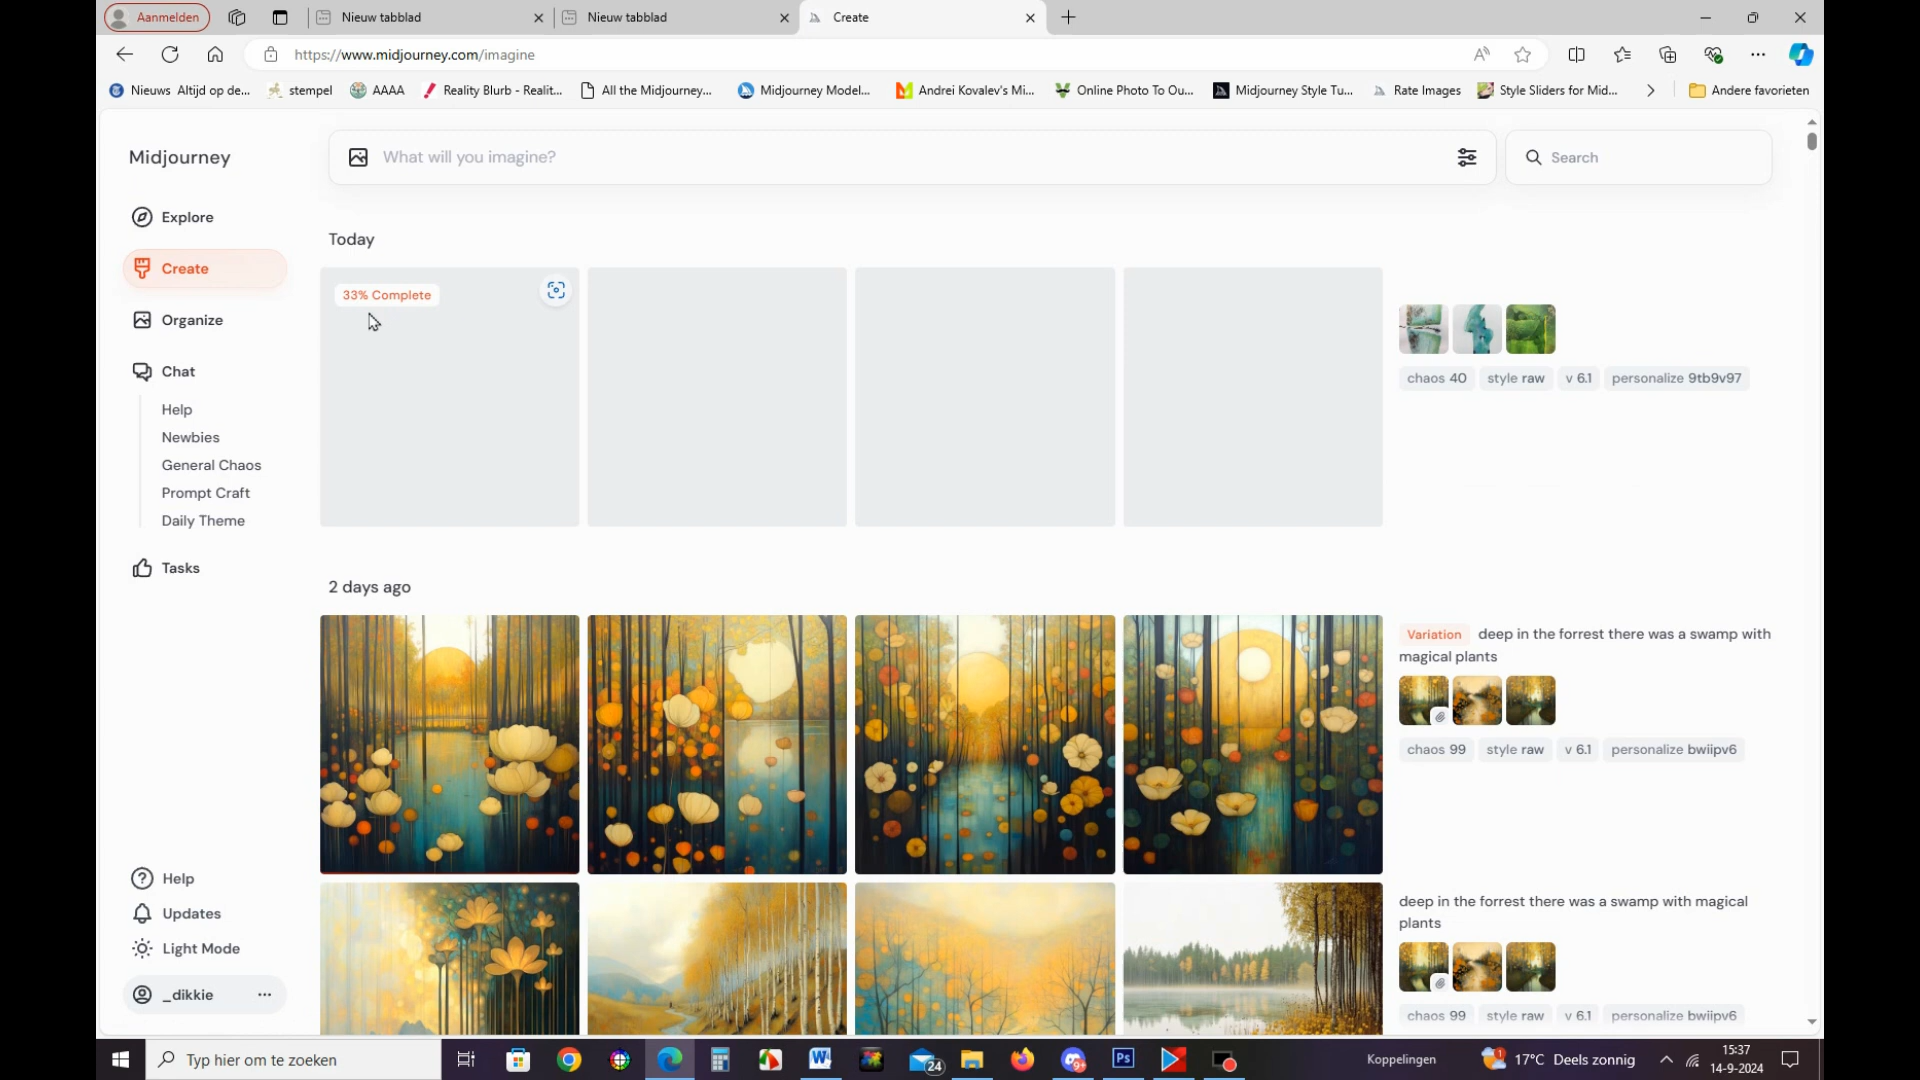 Aanmelden
Nieuw tabblad
Nieuw tabblad
Create
https://www.midjourney.com/imagine
Nieuws Altijd op de...
stempel
AAAA
Reality Blurb - Realit...
All the Midjourney...
Midjourney Model...
Andrei Kovalev's Mi...
Online Photo To Ou...
Midjourney Style Tu...
Rate Images
Style Sliders for Mid...
Andere favorieten
Midjourney
What will you imagine?
Search
Explore
Create
Organize
Chat
Help
Newbies
General Chaos
Prompt Craft
Daily Theme
Tasks
Help
Updates
Light Mode
_dikkie
Today
33% Complete
chaos 40 style raw v 6.1 personalize 9tb9v97
2 days ago
Variation deep in the forrest there was a swamp with
magical plants
chaos 99 style raw v 6.1 personalize bwiipv6
deep in the forrest there was a swamp with magical
plants
chaos 99 style raw v 6.1 personalize bwiipv6
Typ hier om te zoeken
24
9+
Ps
Koppelingen
1
17°C Deels zonnig
15:37
14-9-2024